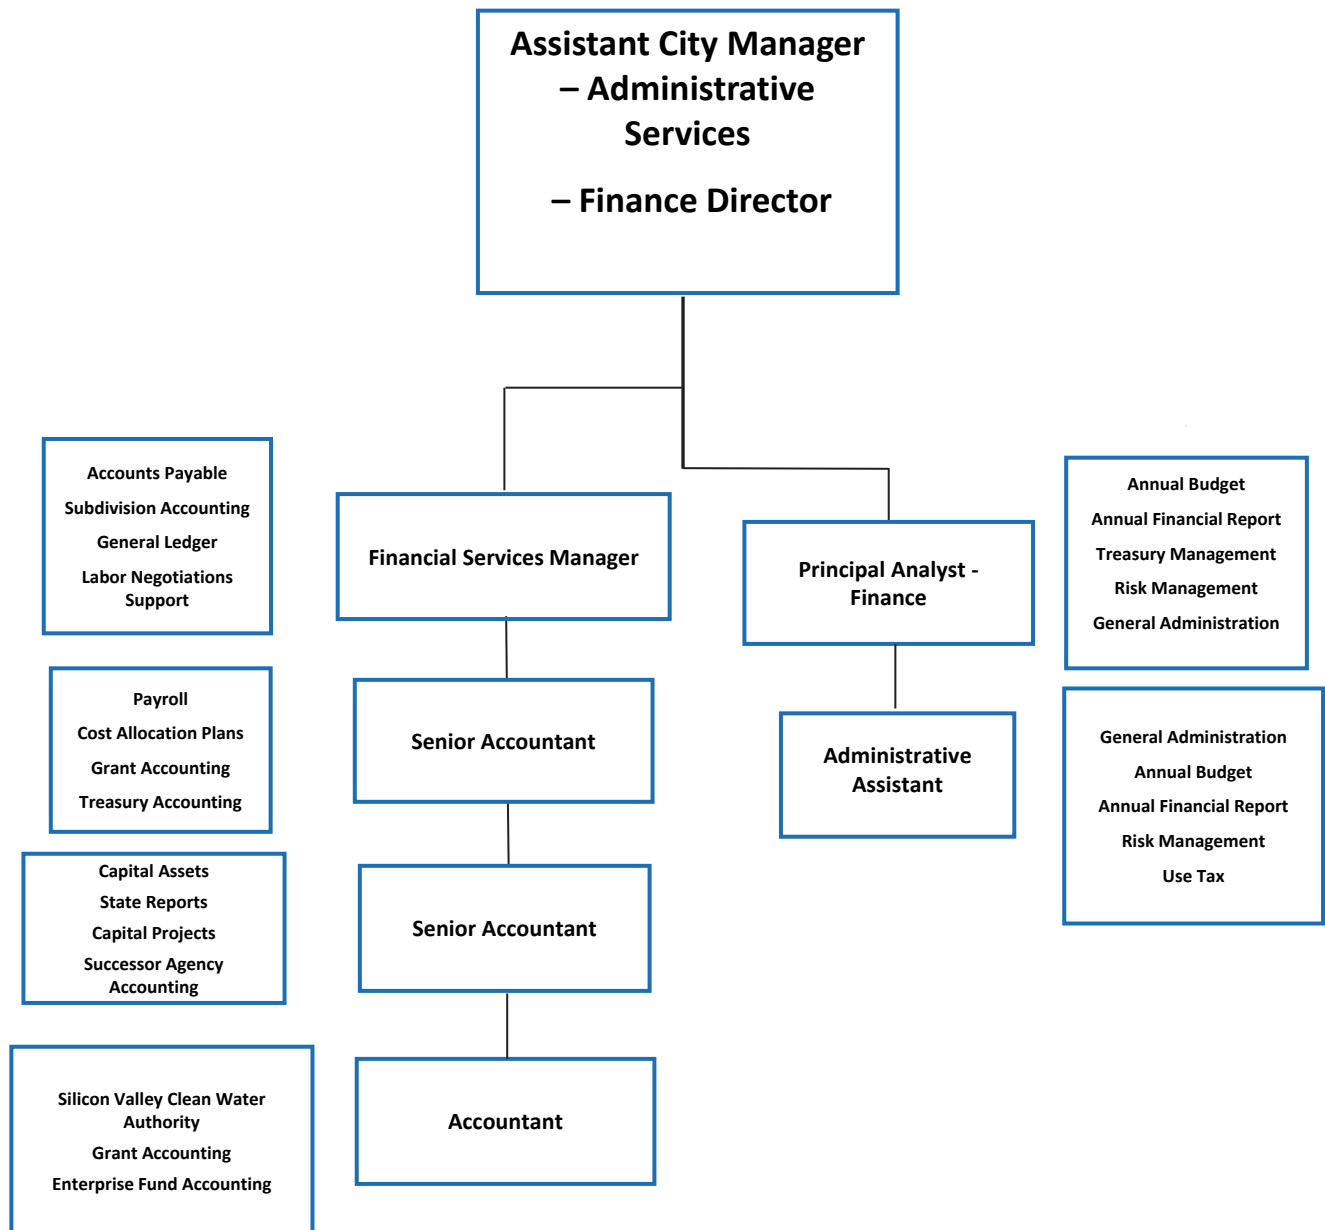 Assistant City Manager
– Administrative
Services
– Finance Director
Accounts Payable
Subdivision Accounting
General Ledger
Labor Negotiations
Support
Financial Services Manager
Principal Analyst -
Finance
Annual Budget
Annual Financial Report
Treasury Management
Risk Management
General Administration
Payroll
Cost Allocation Plans
Grant Accounting
Treasury Accounting
Senior Accountant
Administrative
Assistant
General Administration
Annual Budget
Annual Financial Report
Risk Management
Use Tax
Capital Assets
State Reports
Capital Projects
Successor Agency
Accounting
Senior Accountant
Silicon Valley Clean Water
Authority
Grant Accounting
Enterprise Fund Accounting
Accountant